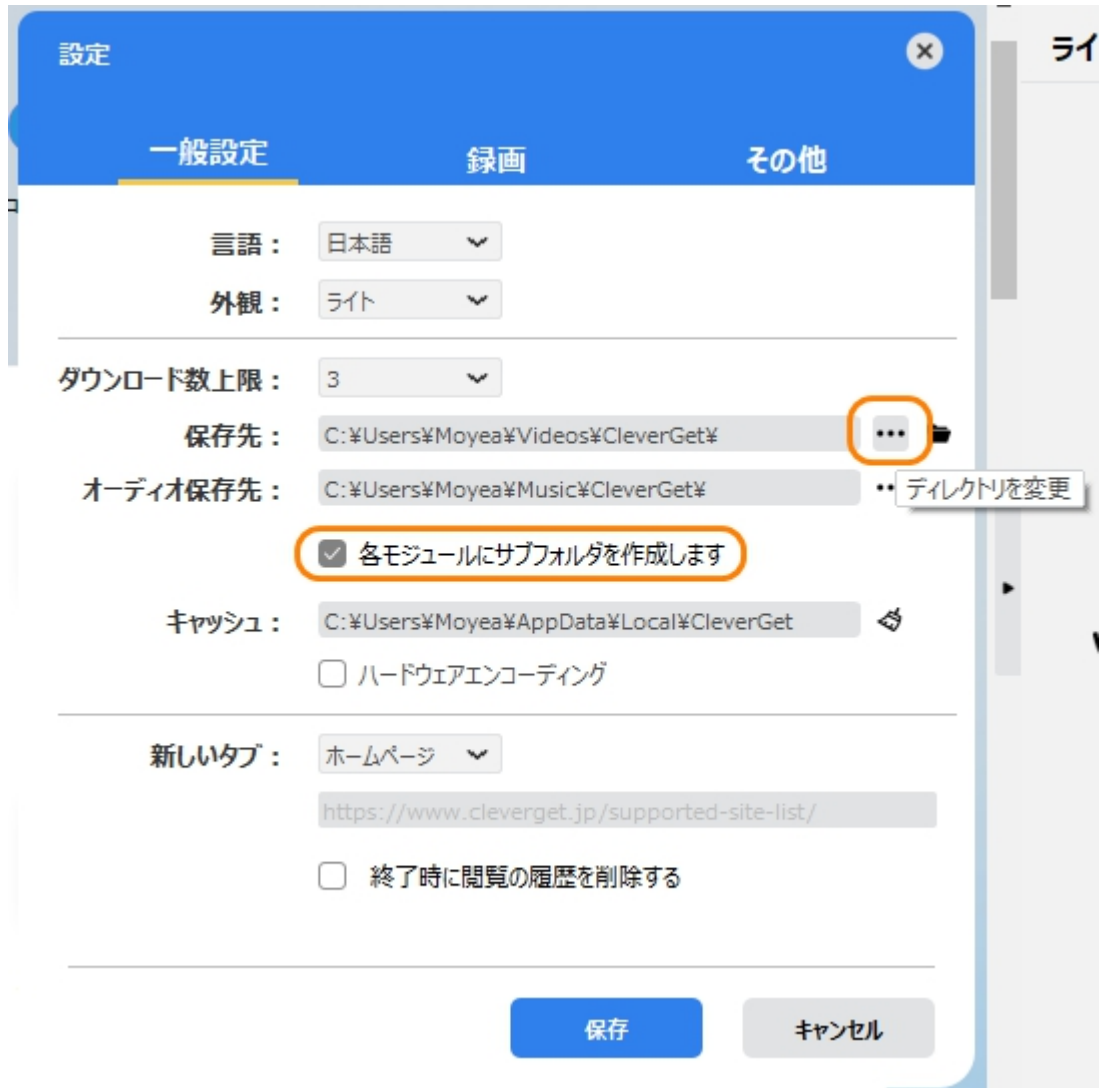 設定
ライ
一般設定 録画 その他
言語： 日本語
外観： ライト
ダウンロード数上限： 3
保存先： C:¥Users¥Moyea¥Videos¥CleverGet¥
オーディオ保存先： C:¥Users¥Moyea¥Music¥CleverGet¥
ディレクトリを変更
各モジュールにサブフォルダを作成します
キャッシュ： C:¥Users¥Moyea¥AppData¥Local¥CleverGet
ハードウェアエンコーディング
新しいタブ： ホームページ
https://www.cleverget.jp/supported-site-list/
終了時に閲覧の履歴を削除する
保存 キャンセル